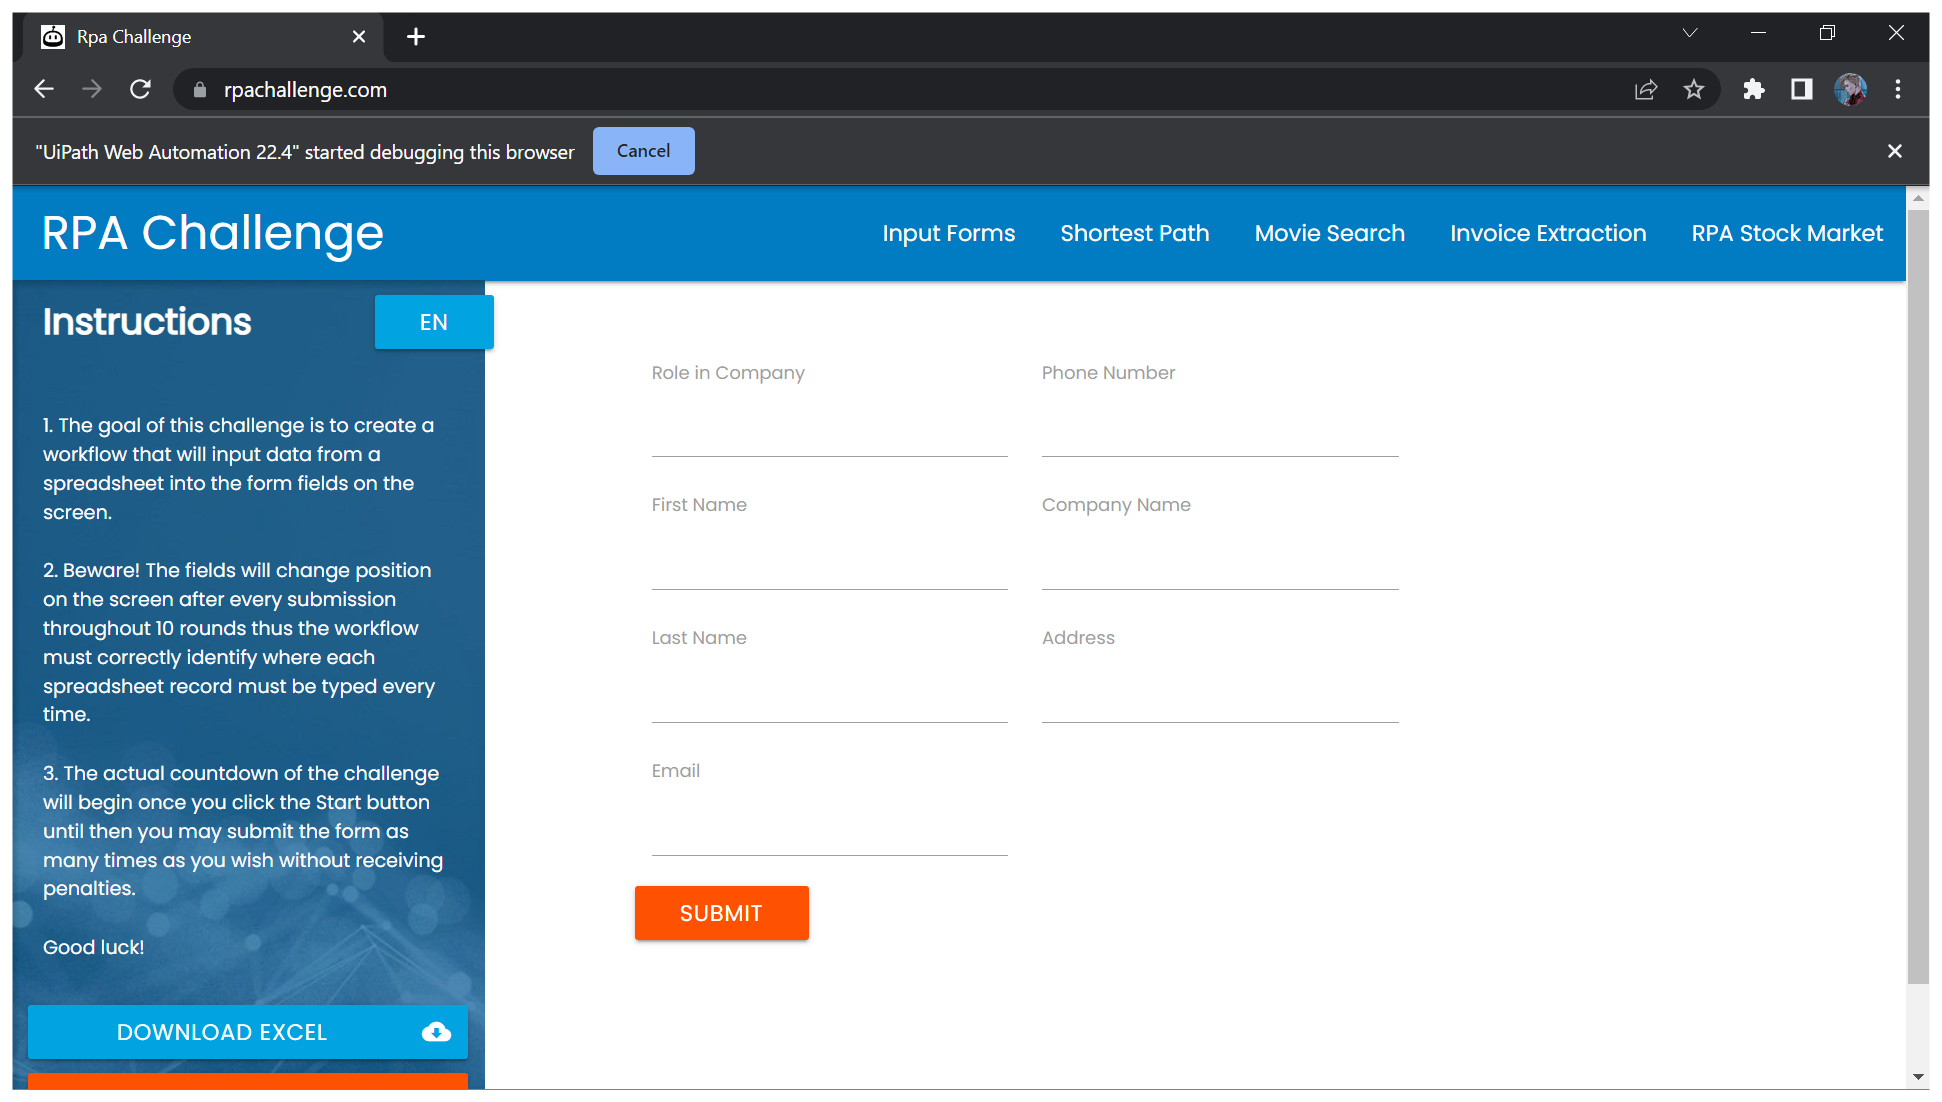 Rpa Challenge
rpachallenge.com
"UiPath Web Automation 22.4" started debugging this browser
Cancel
RPA Challenge
Input Forms
Shortest Path
Movie Search
Invoice Extraction
RPA Stock Market
Instructions
EN
1. The goal of this challenge is to create a
workflow that will input data from a
spreadsheet into the form fields on the
screen.
2. Beware! The fields will change position
on the screen after every submission
throughout 10 rounds thus the workflow
must correctly identify where each
spreadsheet record must be typed every
time.
3. The actual countdown of the challenge
will begin once you click the Start button
until then you may submit the form as
many times as you wish without receiving
penalties.
Good luck!
DOWNLOAD EXCEL
Role in Company
Phone Number
First Name
Company Name
Last Name
Address
Email
SUBMIT